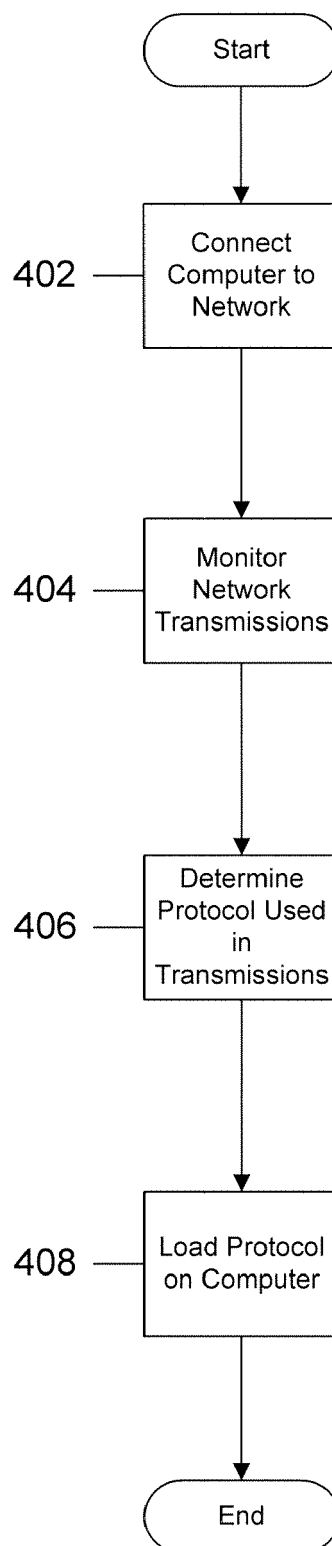 Start
402
Connect
Computer to
Network
404
Monitor
Network
Transmissions
406
Determine
Protocol Used
in
Transmissions
408
Load Protocol
on Computer
End